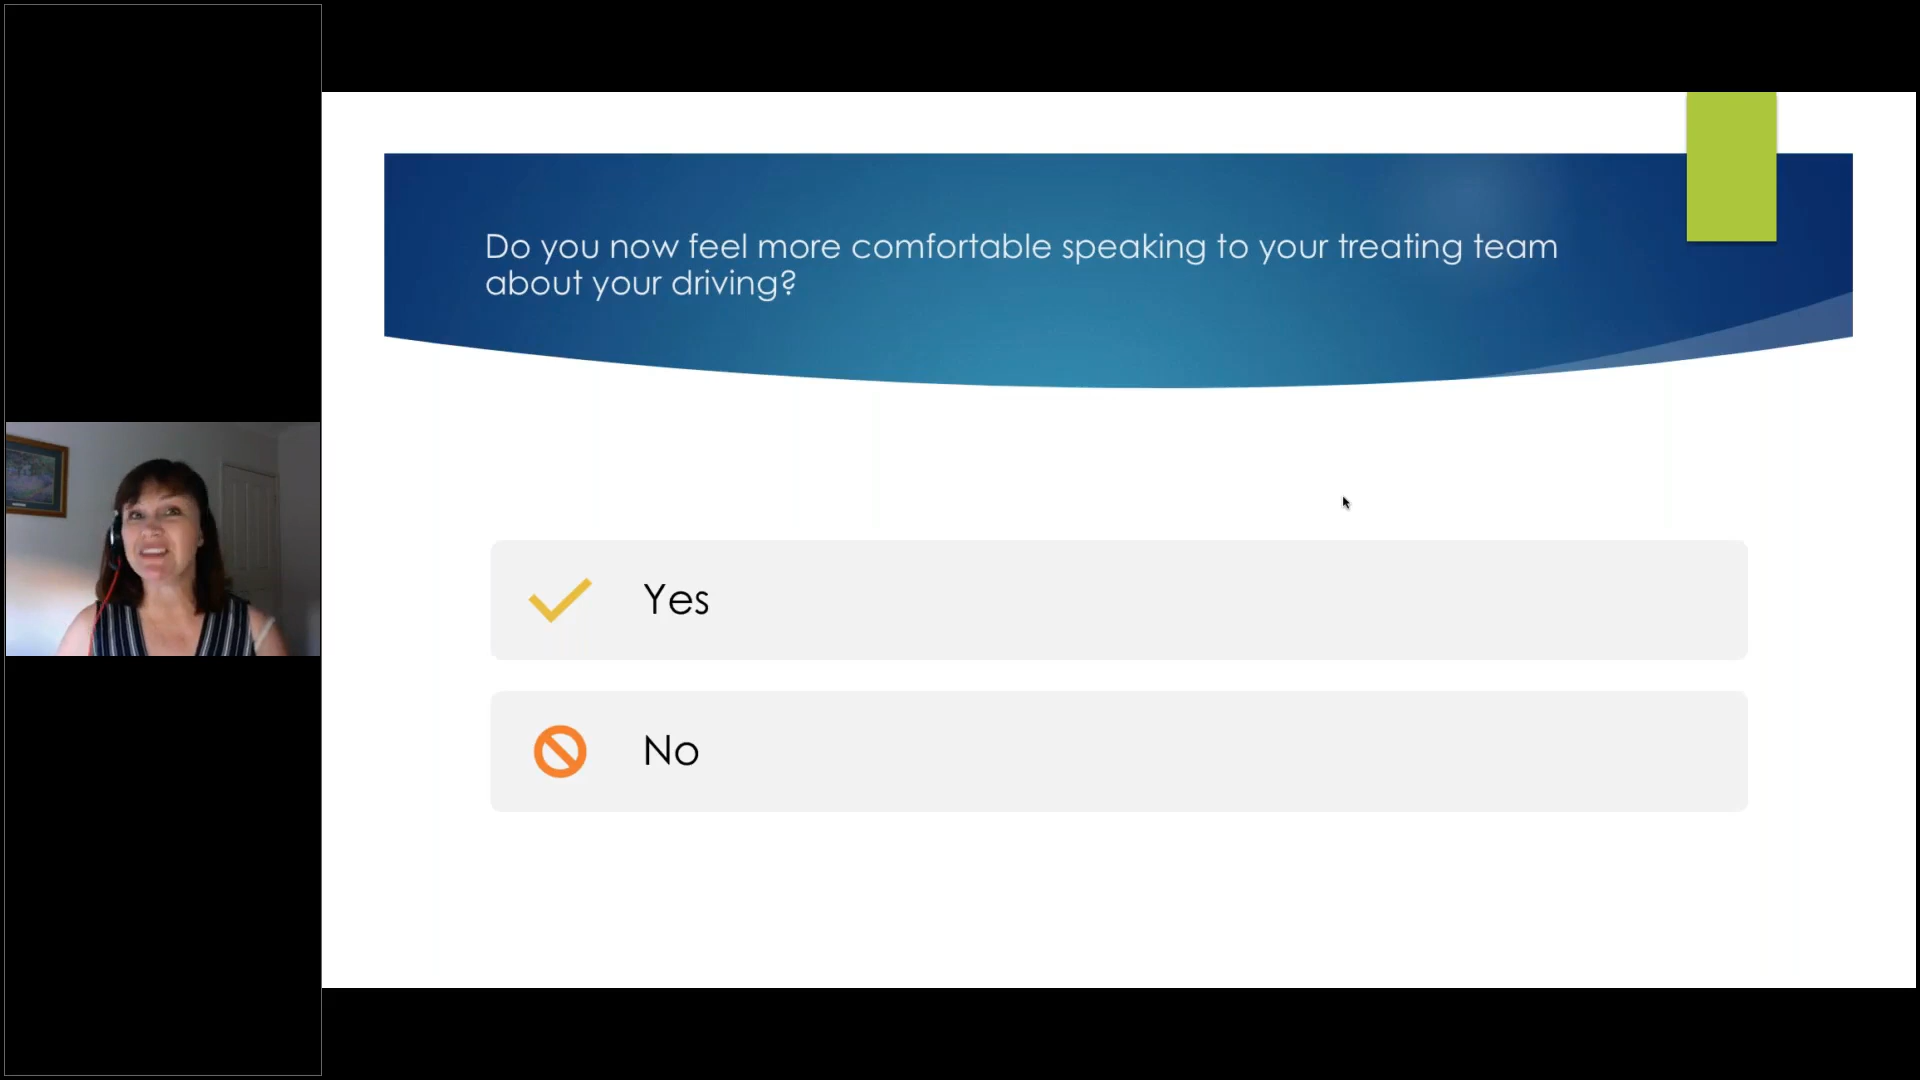 Do you now feel more comfortable speaking to your treating team
about your driving?
Yes
No